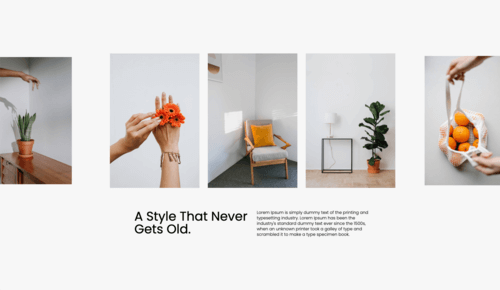 A Style That Never
Gets Old.
Lorem Ipsum is simply dummy text of the printing and
typesetting industry. Lorem Ipsum has been the
industry's standard dummy text ever since the 1500s,
when an unknown printer took a galley of type and
scrambled it to make a type specimen book.